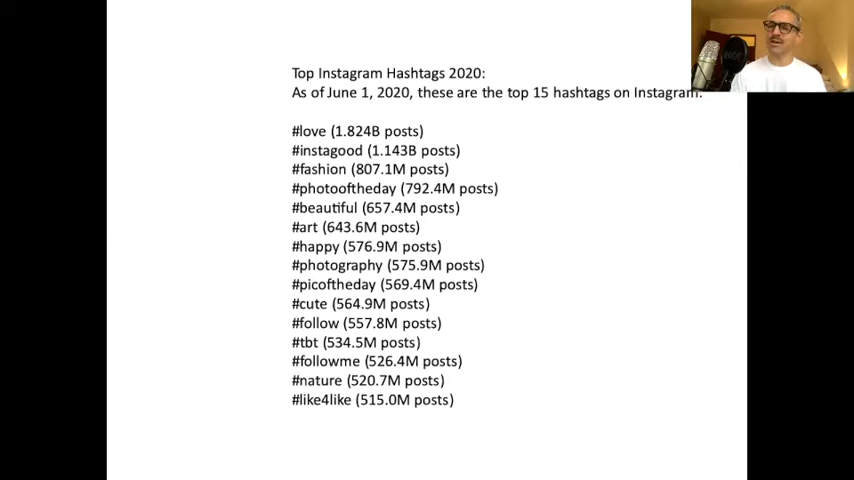 Top Instagram Hashtags 2020:
As of June 1, 2020, these are the top 15 hashtags on Instagram.
#love (1.824B posts)
#instagood (1.143B posts)
#fashion (807.1M posts)
#photooftheday (792.4M posts)
#beautiful (657.4M posts)
#art (643.6M posts)
#happy (576.9M posts)
#photography (575.9M posts)
#picoftheday (569.4M posts)
#cute (564.9M posts)
#follow (557.8M posts)
#tbt (534.5M posts)
#followme (526.4M posts)
#nature (520.7M posts)
#like4like (515.0M posts)